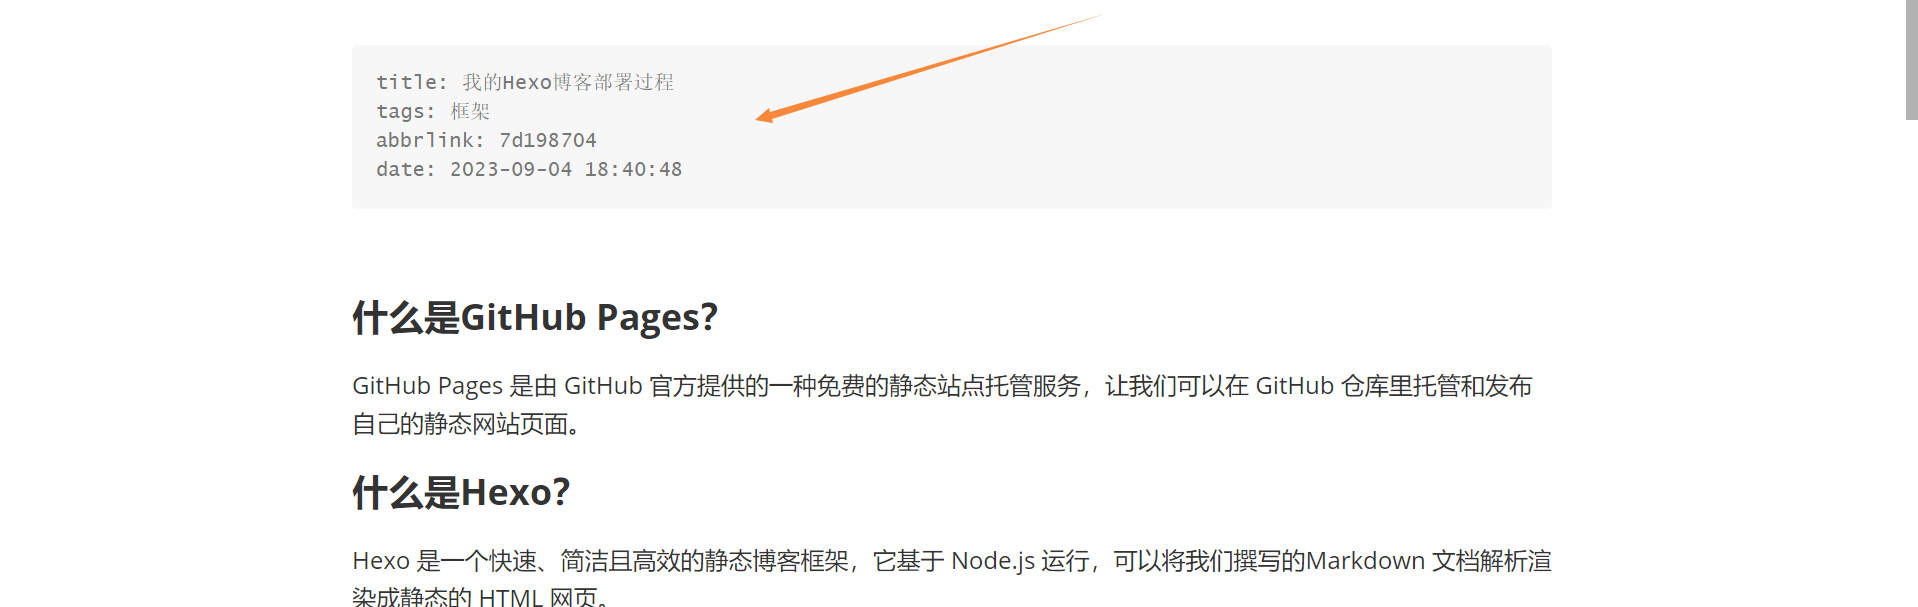 title: 我的Hexo博客部署过程
tags: 框架
abbrlink: 7d198704
date: 2023-09-04 18:40:48
什么是GitHub Pages？
GitHub Pages 是由 GitHub 官方提供的一种免费的静态站点托管服务，让我们可以在 GitHub 仓库里托管和发布
自己的静态网站页面。
什么是Hexo？
Hexo 是一个快速、简洁且高效的静态博客框架，它基于 Node.js 运行，可以将我们撰写的Markdown 文档解析渲
染成静态的 HTML 网页。